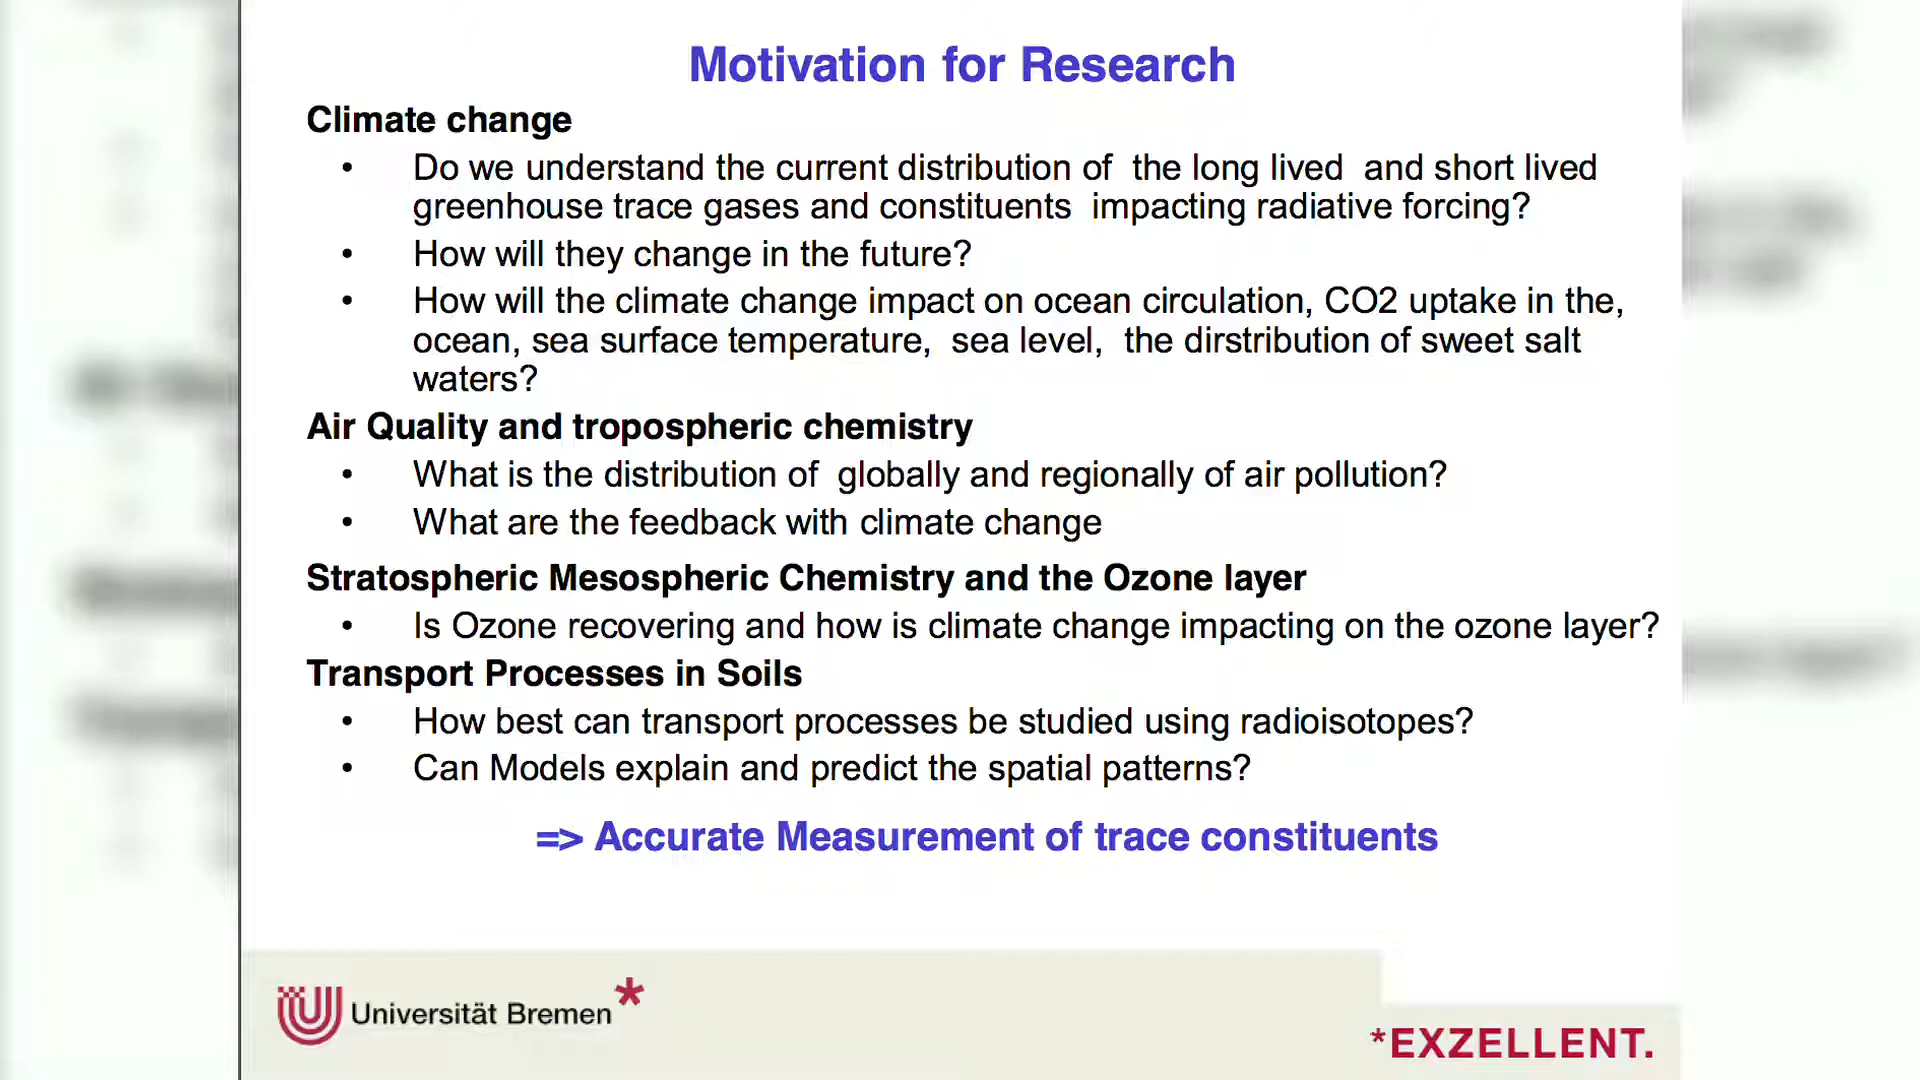 Motivation for Research
Climate change
• Do we understand the current distribution of the long lived and short lived
greenhouse trace gases and constituents impacting radiative forcing?
• How will they change in the future?
• How will the climate change impact on ocean circulation, CO2 uptake in the,
ocean, sea surface temperature, sea level, the dirstribution of sweet salt
waters?
Air Quality and tropospheric chemistry
• What is the distribution of globally and regionally of air pollution?
• What are the feedback with climate change
Stratospheric Mesospheric Chemistry and the Ozone layer
• Is Ozone recovering and how is climate change impacting on the ozone layer?
Transport Processes in Soils
• How best can transport processes be studied using radioisotopes?
• Can Models explain and predict the spatial patterns?
=> Accurate Measurement of trace constituents
Universität Bremen*
*EXZELLENT.